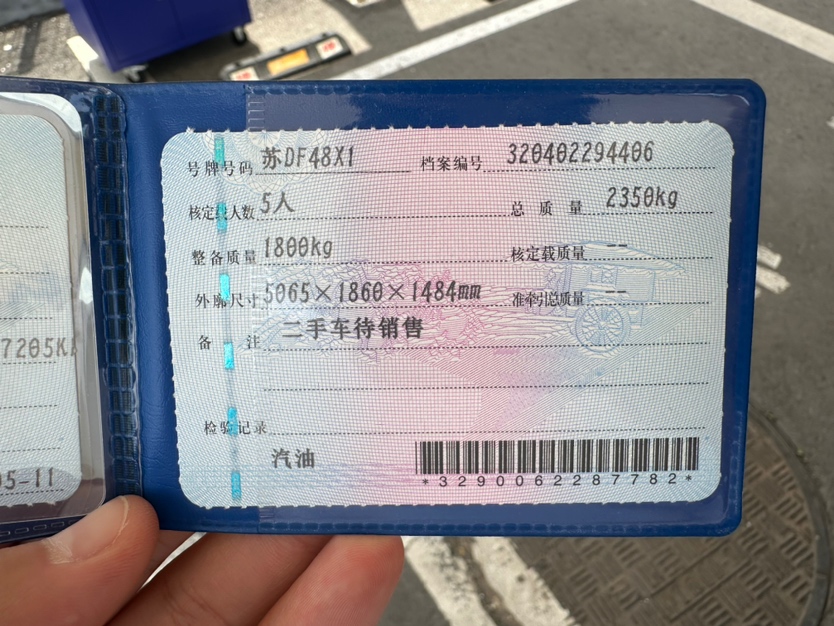 号牌号码 苏DF48X1 档案编号 320402294406
核定载人数 5人 总质量 2350kg
整备质量 1800kg 核定载质量 --
外廓尺寸 5065×1860×1484mm 准牵引总质量 --
备注 二手车待销售
检验记录
汽油
*3290062287782*
7205K
05-11